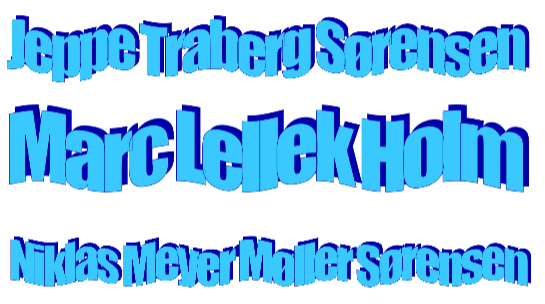 Jeppe Traberg Sørensen
Marc Lellek Holm
Niklas Meyer Møller Sørensen